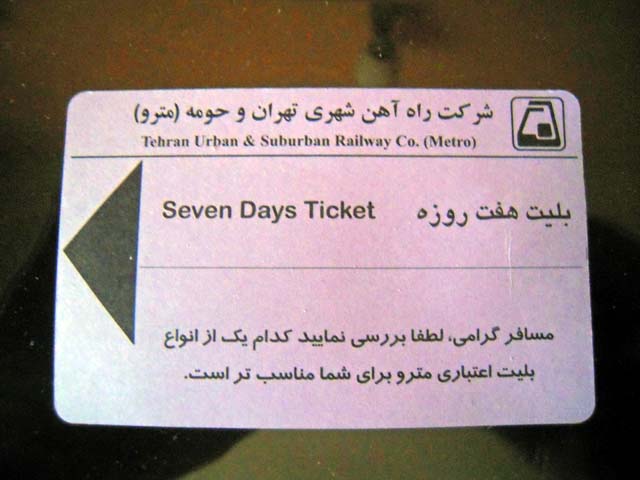 شرکت راه آهن شهری تهران و حومه (مترو)
Tehran Urban & Suburban Railway Co. (Metro)
بلیت هفت روزه
Seven Days Ticket
مسافر گرامی، لطفا بررسی نمایید کدام یک از انواع
بلیت اعتباری مترو برای شما مناسب تر است.